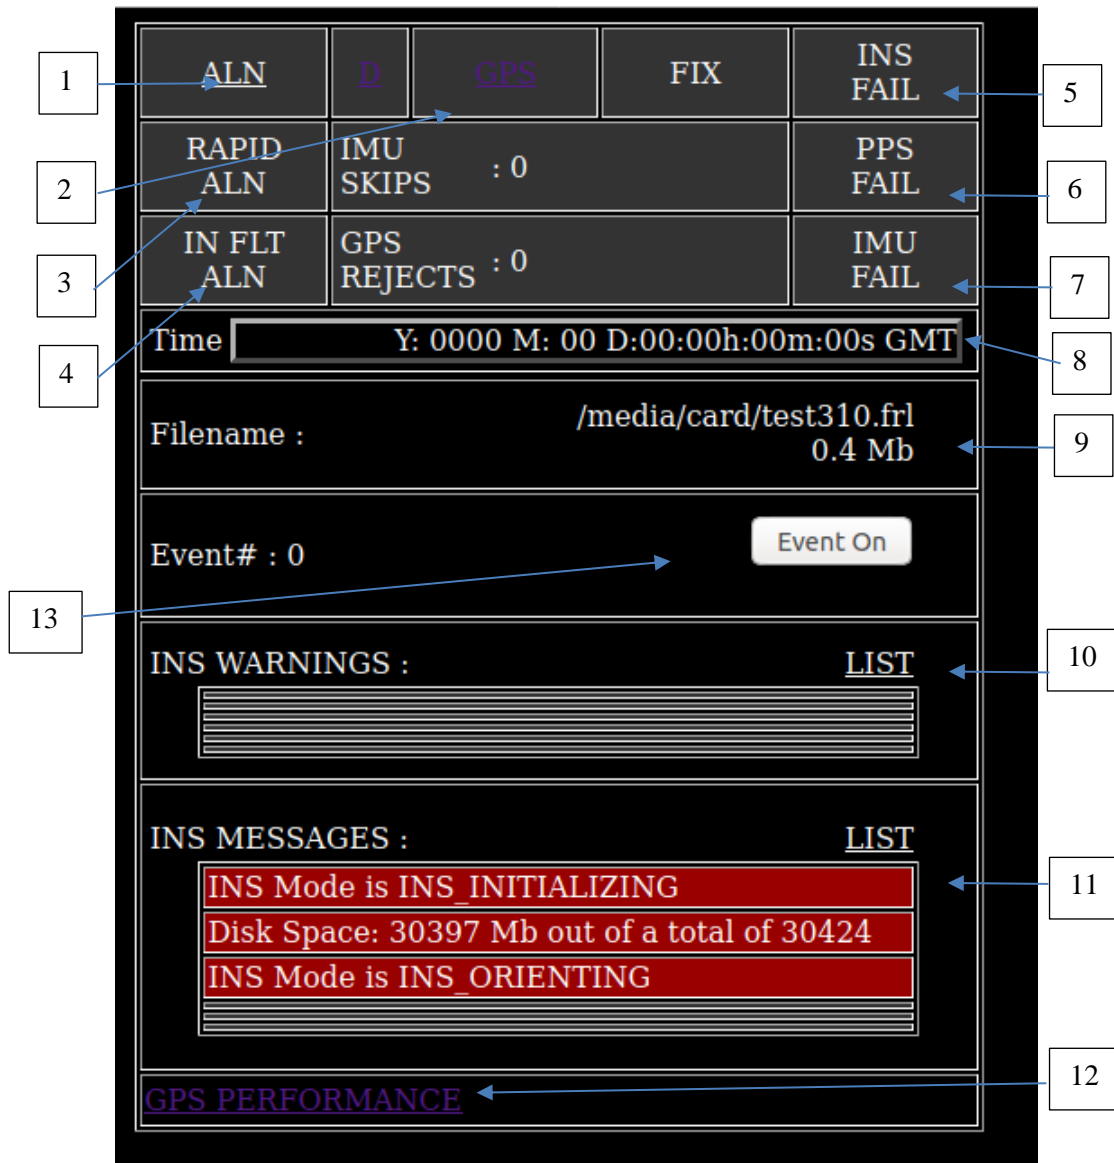 ALN D GPS FIX INS
FAIL
1
5
RAPID
ALN
IMU
SKIPS : 0
PPS
FAIL
2
6
IN FLT
ALN
GPS
REJECTS : 0
IMU
FAIL
3
7
Time Y: 0000 M: 00 D:00:00h:00m:00s GMT
4
8
Filename : /media/card/test310.frl
0.4 Mb
9
Event# : 0 Event On
13
INS WARNINGS : LIST
10
INS MESSAGES : LIST
INS Mode is INS_INITIALIZING
11
Disk Space: 30397 Mb out of a total of 30424
INS Mode is INS_ORIENTING
GPS PERFORMANCE
12